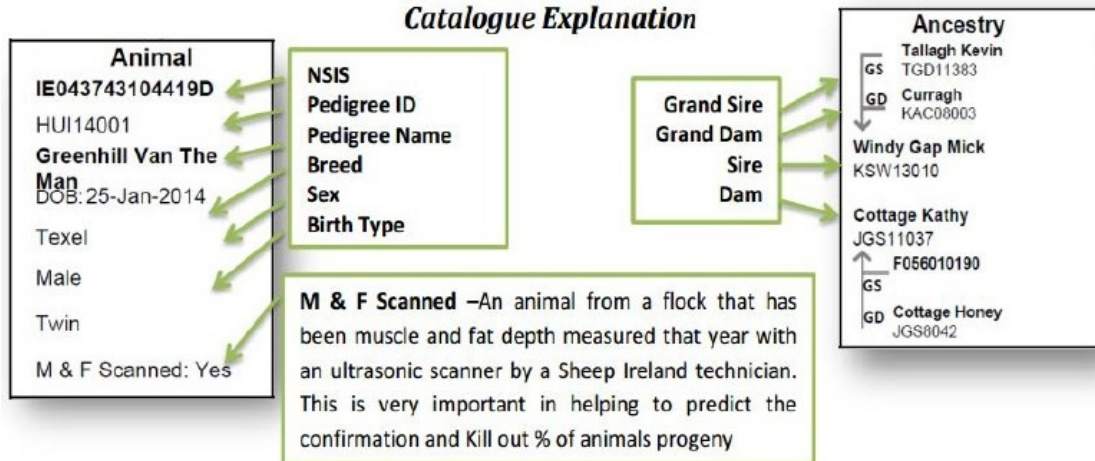 Catalogue Explanation
Animal
IE043743104419D
HUI14001
Greenhill Van The
Man
DOB: 25-Jan-2014
Texel
Male
Twin
M & F Scanned: Yes
NSIS
Pedigree ID
Pedigree Name
Breed
Sex
Birth Type
M & F Scanned –An animal from a flock that has
been muscle and fat depth measured that year with
an ultrasonic scanner by a Sheep Ireland technician.
This is very important in helping to predict the
confirmation and Kill out % of animals progeny
Grand Sire
Grand Dam
Sire
Dam
Ancestry
Tallagh Kevin
GS TGD11383
GD Curragh
KAC08003
Windy Gap Mick
KSW13010
Cottage Kathy
JGS11037
F056010190
GS
GD Cottage Honey
JGS8042